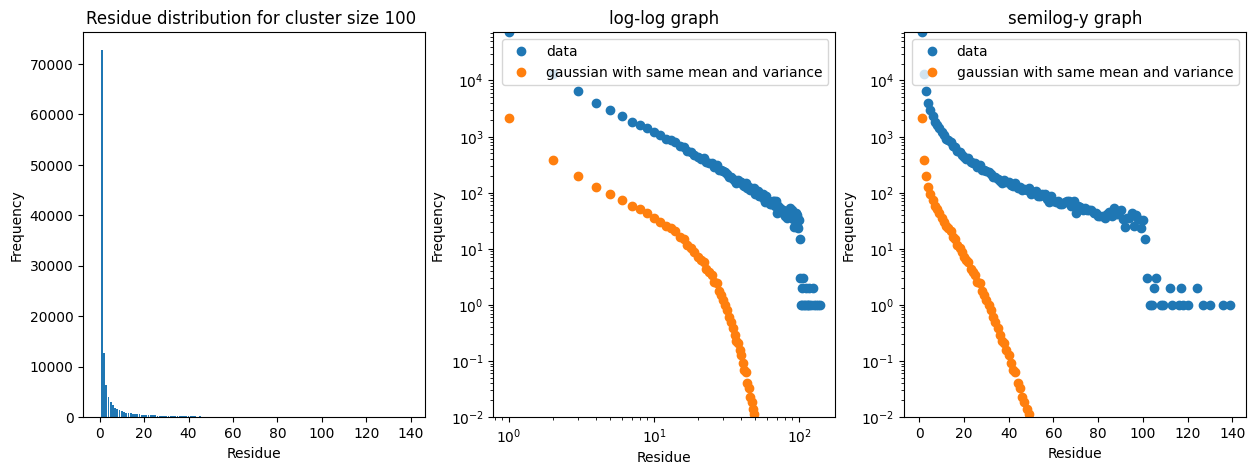 Residue distribution for cluster size 100
Frequency
70000
60000
50000
40000
30000
20000
10000
0
0 20 40 60 80 100 120 140
Residue
log-log graph
data
gaussian with same mean and variance
Frequency
10⁴
10³
10²
10¹
10⁰
10⁻¹
10⁻²
10⁰ 10¹ 10²
Residue
semilog-y graph
data
gaussian with same mean and variance
Frequency
10⁴
10³
10²
10¹
10⁰
10⁻¹
10⁻²
0 20 40 60 80 100 120 140
Residue